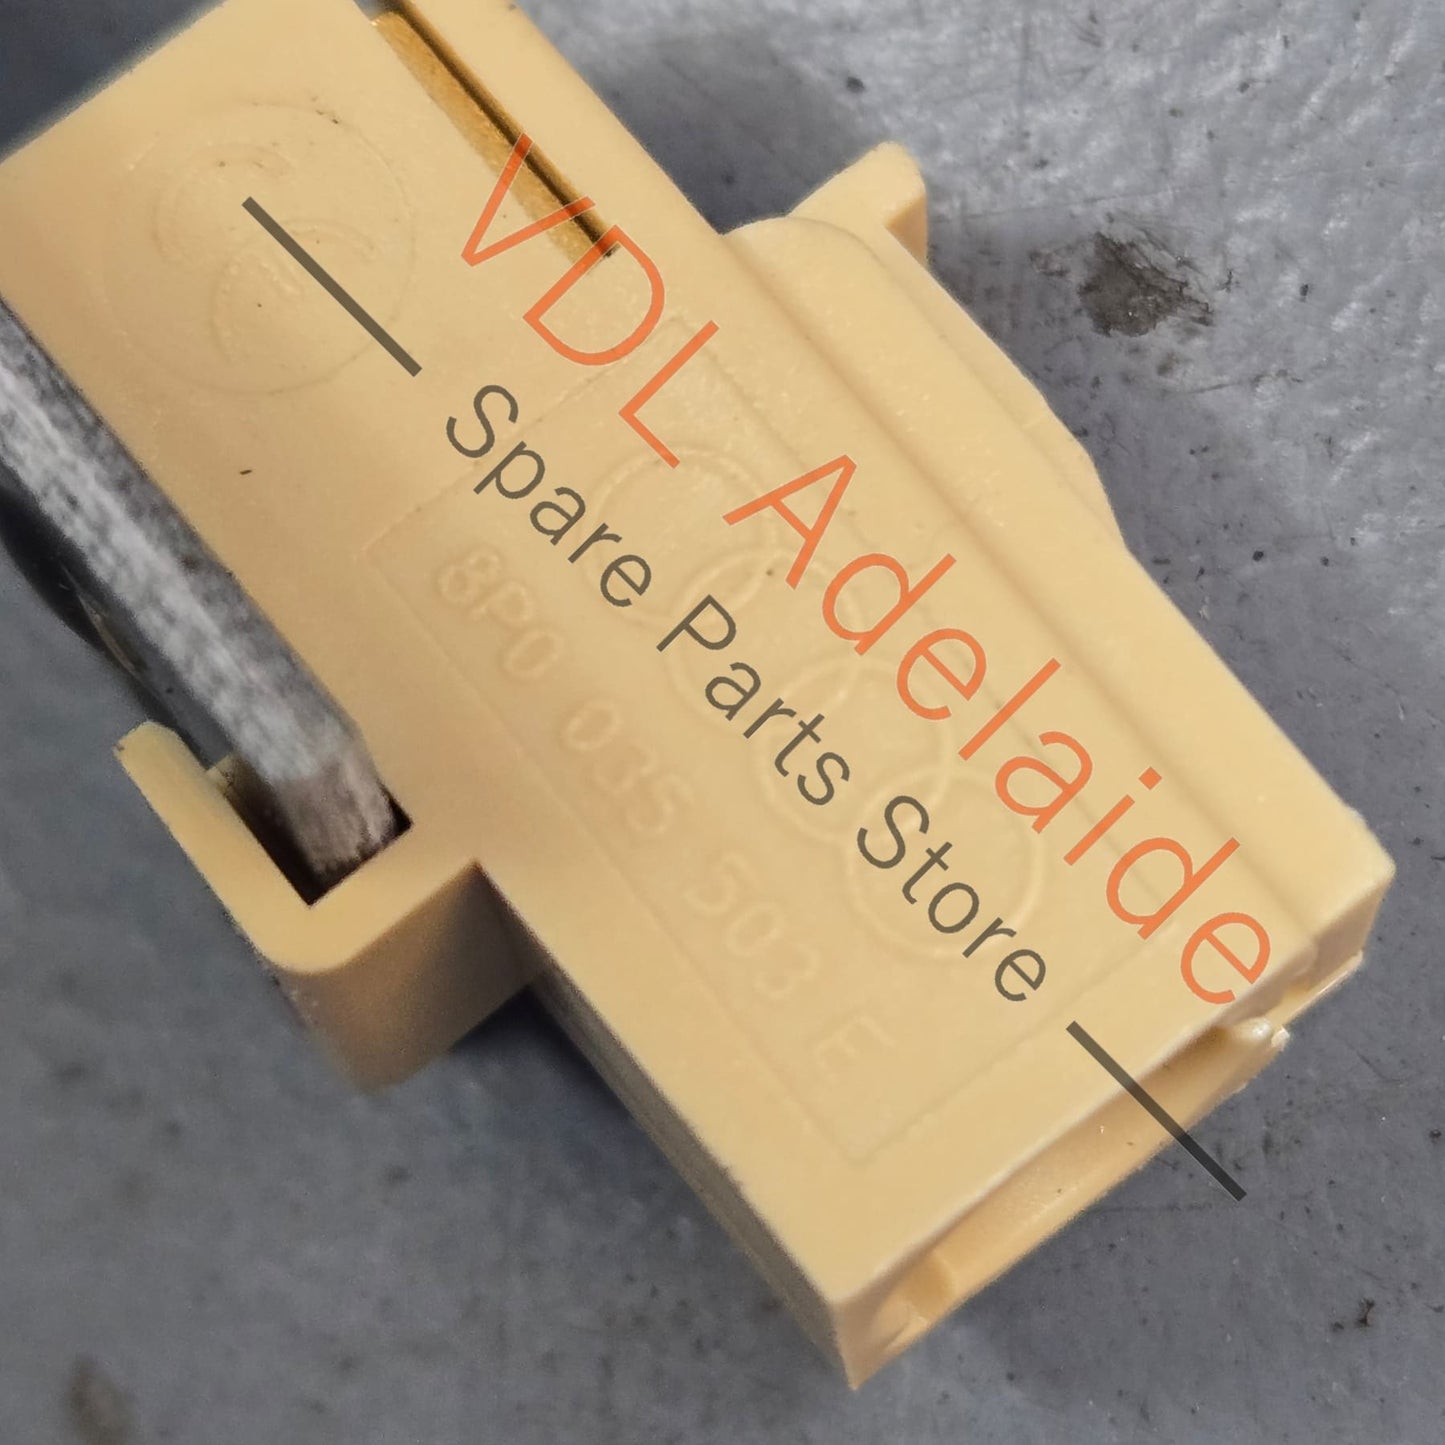 VDL Adelaide
Spare Parts Store
8P0 035 503 E